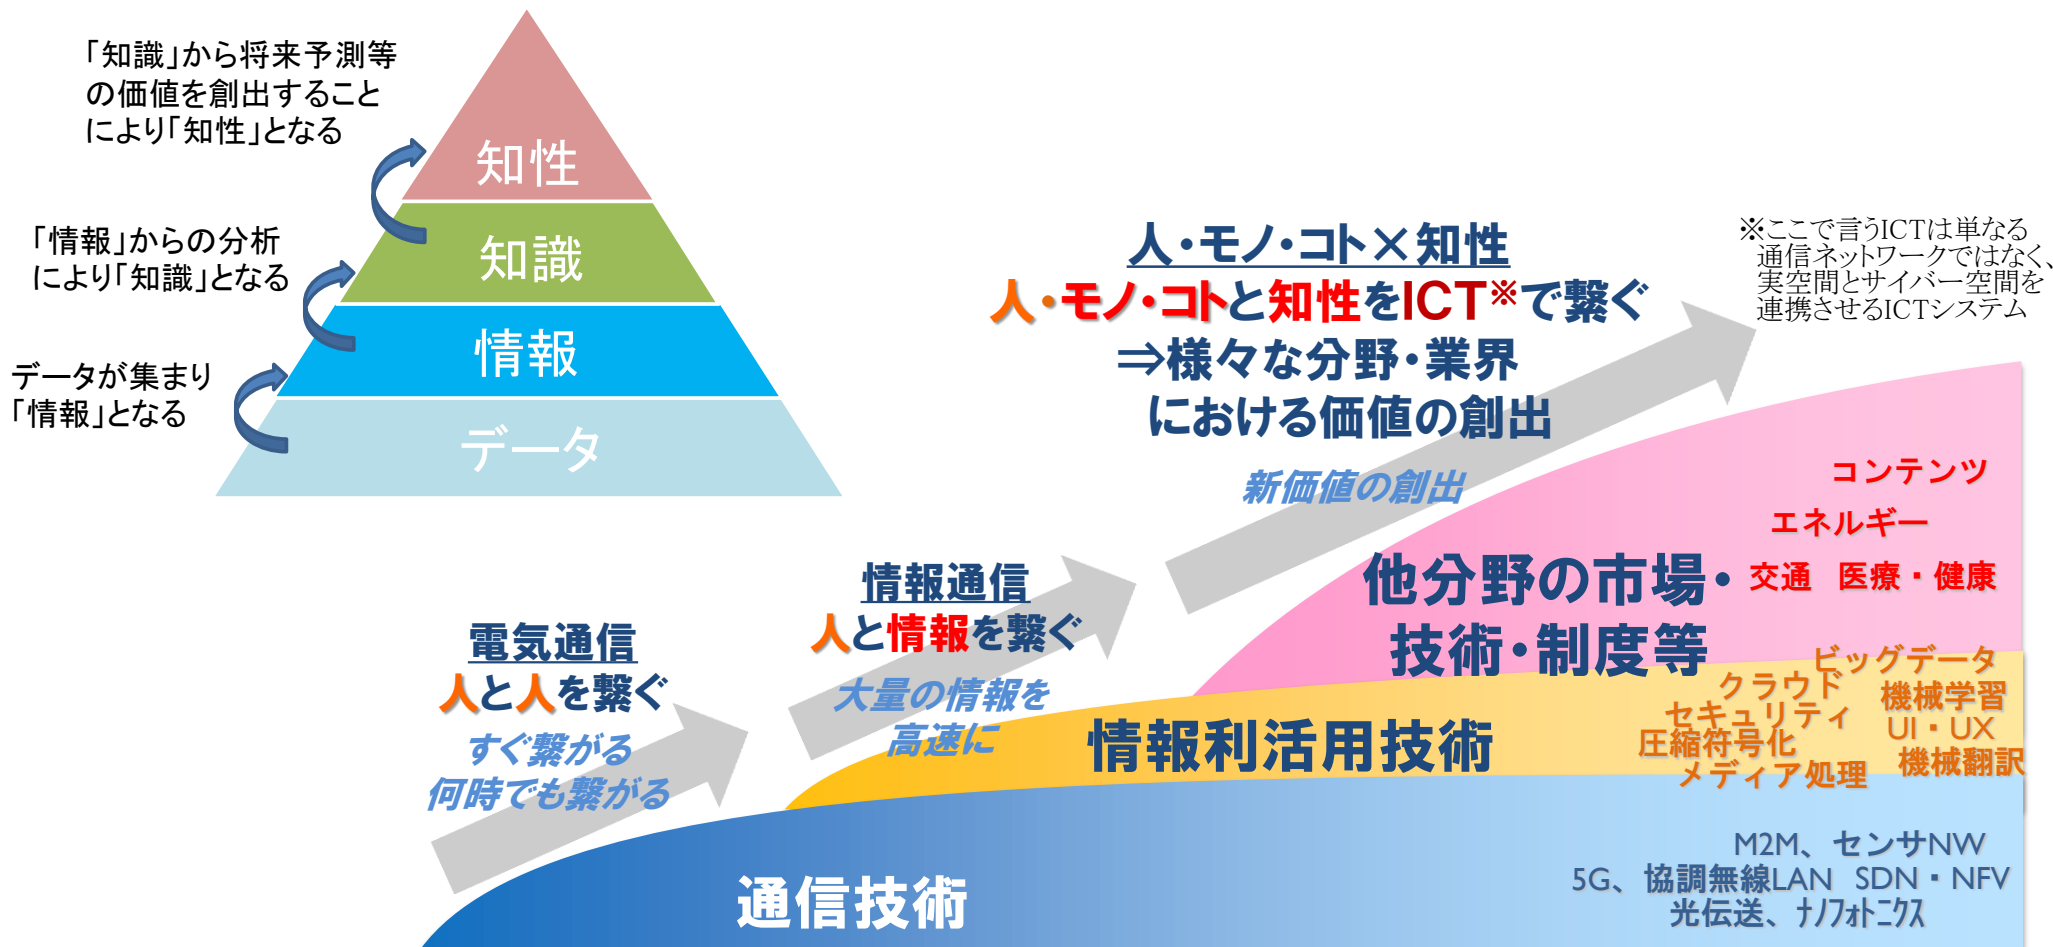 「知識」から将来予測等
の価値を創出すること
により「知性」となる
「情報」からの分析
により「知識」となる
データが集まり
「情報」となる
知性
知識
情報
データ
人・モノ・コト×知性
人・モノ・コトと知性をICT※で繋ぐ
⇒様々な分野・業界
における価値の創出
新価値の創出
※ここで言うICTは単なる
通信ネットワークではなく、
実空間とサイバー空間を
連携させるICTシステム
情報通信
人と情報を繋ぐ
大量の情報を
高速に
電気通信
人と人を繋ぐ
すぐ繋がる
何時でも繋がる
コンテンツ
エネルギー
交通 医療・健康
他分野の市場・
技術・制度等
ビッグデータ
クラウド
機械学習
セキュリティ
UI・UX
圧縮符号化
機械翻訳
メディア処理
情報利活用技術
M2M、センサNW
5G、協調無線LAN SDN・NFV
光伝送、ナノフォトニクス
通信技術